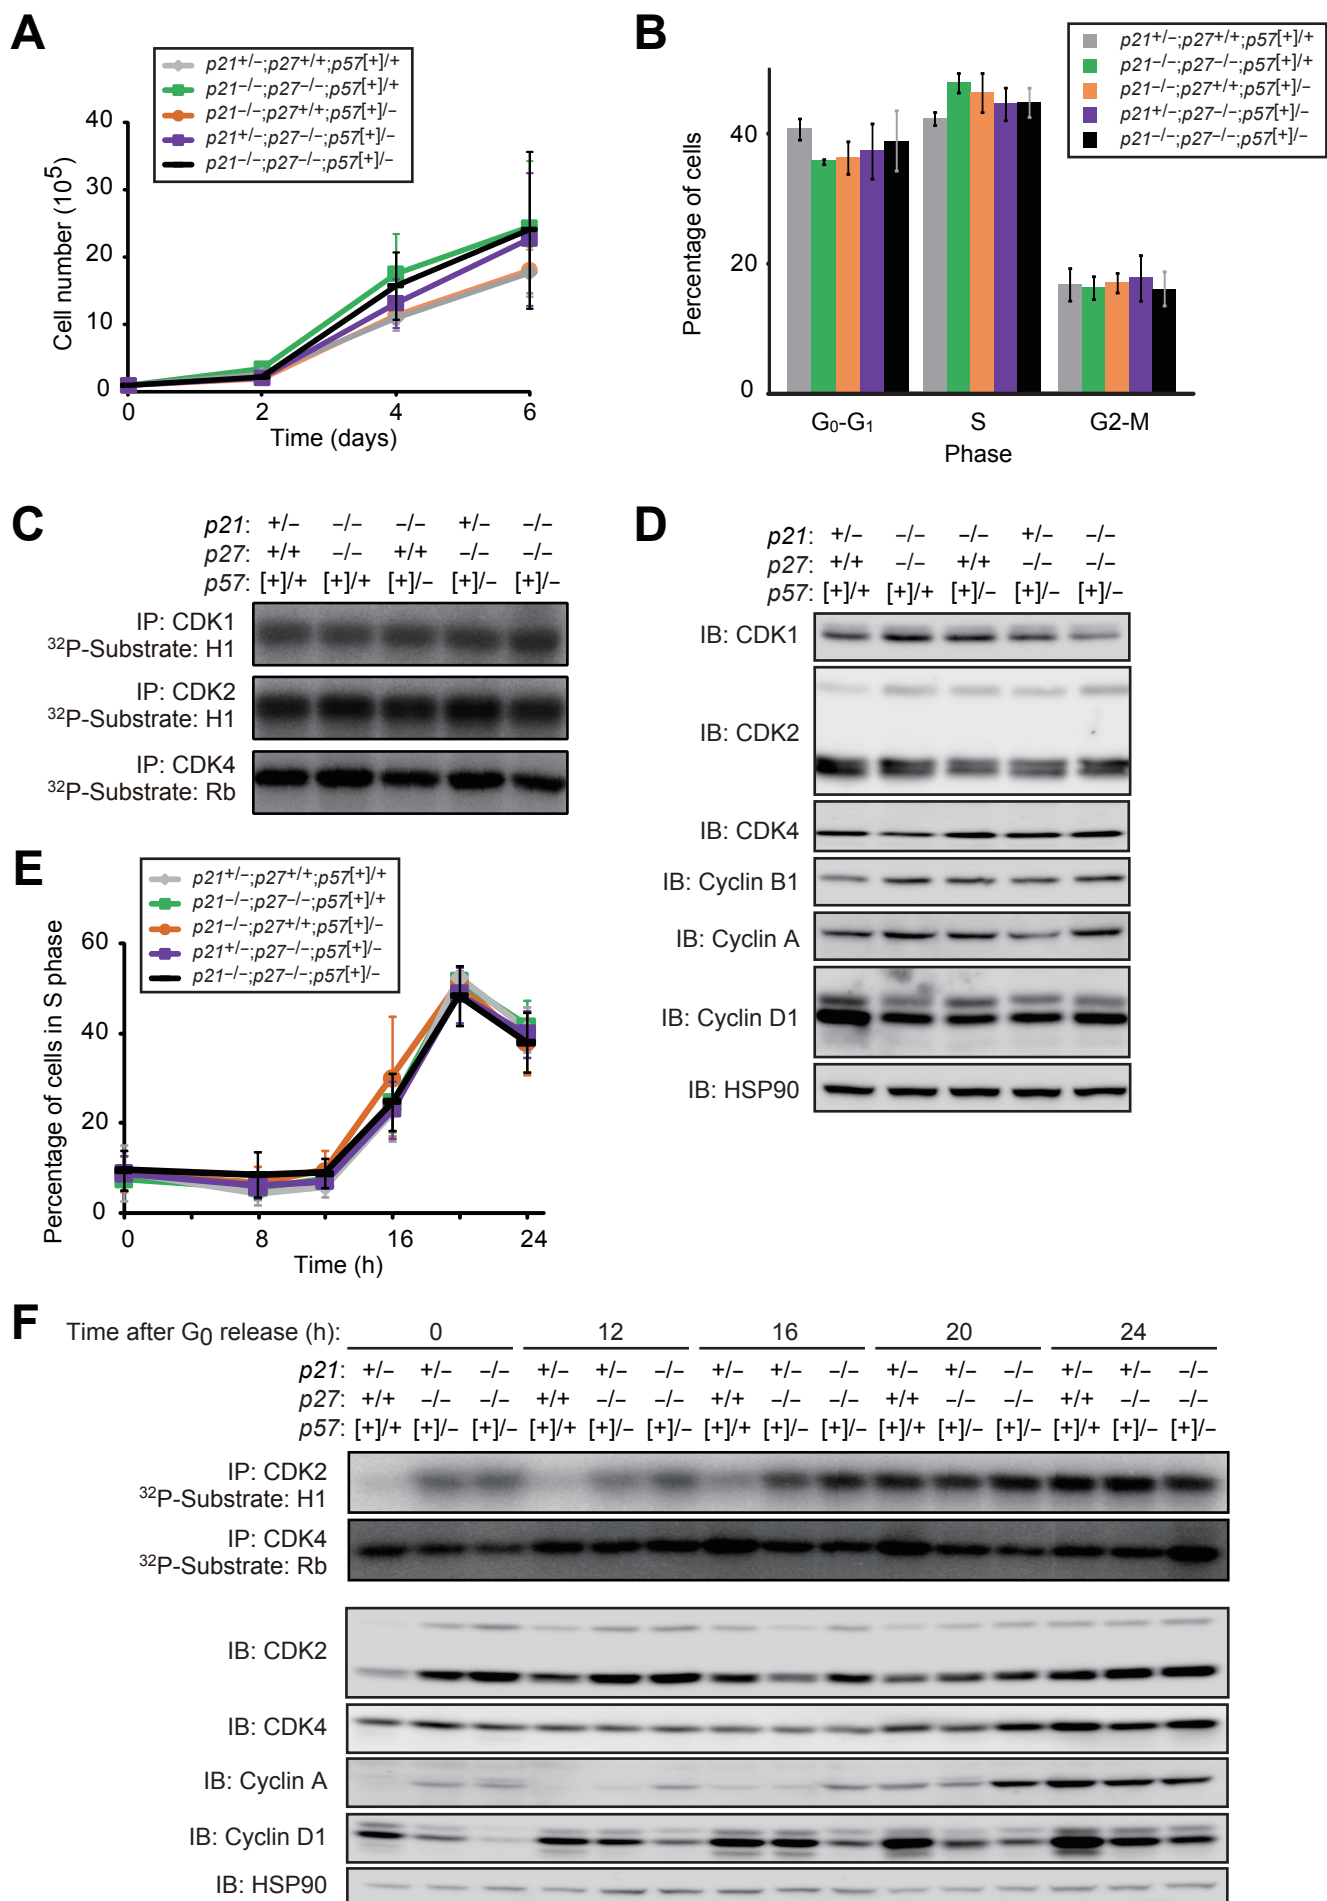 A
p21+/–;p27+/+;p57[+]/+
p21–/–;p27–/–;p57[+]/+
p21–/–;p27+/+;p57[+]/–
p21+/–;p27–/–;p57[+]/–
p21–/–;p27–/–;p57[+]/–
Cell number (10⁵)
40
30
20
10
0
0 2 4 6
Time (days)
B
p21+/–;p27+/+;p57[+]/+
p21–/–;p27–/–;p57[+]/+
p21–/–;p27+/+;p57[+]/–
p21+/–;p27–/–;p57[+]/–
p21–/–;p27–/–;p57[+]/–
Percentage of cells
40
20
0
G₀-G₁ S G2-M
Phase
C
p21: +/– –/– –/– +/– –/–
p27: +/+ –/– +/+ –/– –/–
p57: [+]/+ [+]/+ [+]/– [+]/– [+]/–
IP: CDK1
³²P-Substrate: H1
IP: CDK2
³²P-Substrate: H1
IP: CDK4
³²P-Substrate: Rb
D
p21: +/– –/– –/– +/– –/–
p27: +/+ –/– +/+ –/– –/–
p57: [+]/+ [+]/+ [+]/– [+]/– [+]/–
IB: CDK1
IB: CDK2
IB: CDK4
IB: Cyclin B1
IB: Cyclin A
IB: Cyclin D1
IB: HSP90
E
p21+/–;p27+/+;p57[+]/+
p21–/–;p27–/–;p57[+]/+
p21–/–;p27+/+;p57[+]/–
p21+/–;p27–/–;p57[+]/–
p21–/–;p27–/–;p57[+]/–
Percentage of cells in S phase
60
40
20
0
0 8 16 24
Time (h)
F
Time after G₀ release (h): 0 12 16 20 24
p21: +/– +/– –/– +/– +/– –/– +/– +/– –/– +/– +/– –/– +/– +/– –/–
p27: +/+ –/– –/– +/+ –/– –/– +/+ –/– –/– +/+ –/– –/– +/+ –/– –/–
p57: [+]/+ [+]/– [+]/– [+]/+ [+]/– [+]/– [+]/+ [+]/– [+]/– [+]/+ [+]/– [+]/– [+]/+ [+]/– [+]/–
IP: CDK2
³²P-Substrate: H1
IP: CDK4
³²P-Substrate: Rb
IB: CDK2
IB: CDK4
IB: Cyclin A
IB: Cyclin D1
IB: HSP90